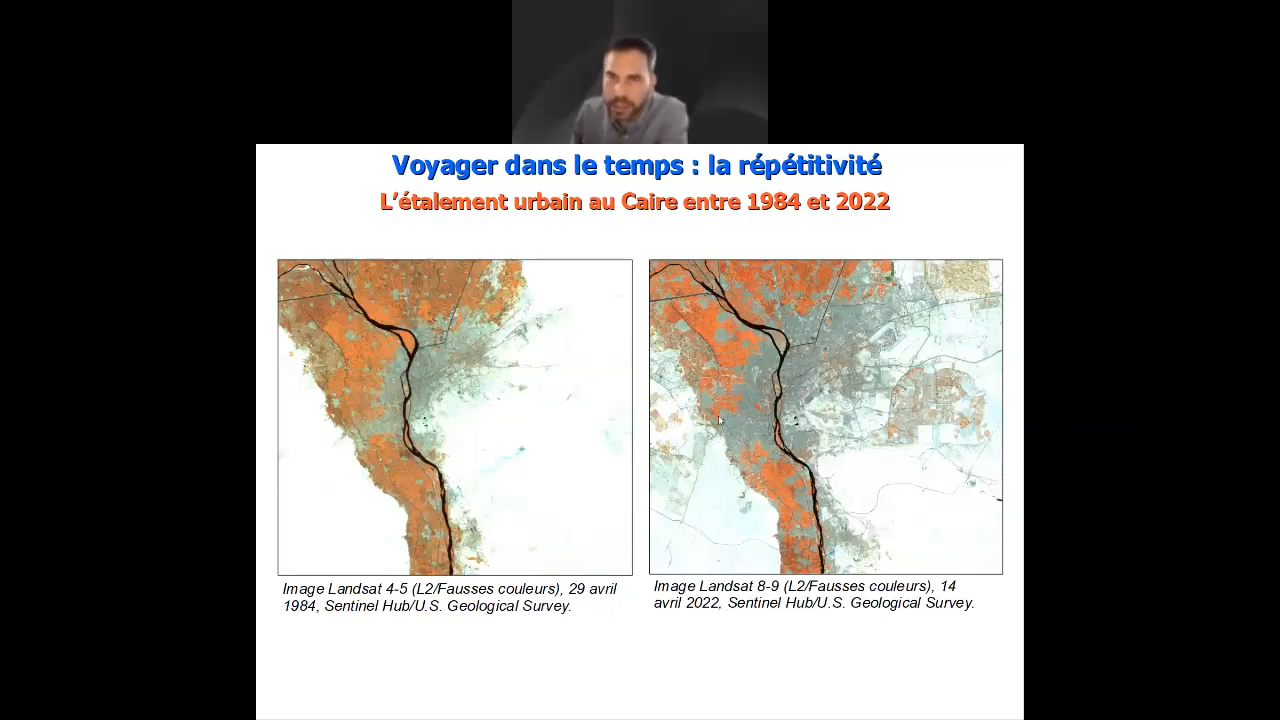 Voyager dans le temps : la répétitivité
L’étalement urbain au Caire entre 1984 et 2022
Image Landsat 4-5 (L2/Fausses couleurs), 29 avril
1984, Sentinel Hub/U.S. Geological Survey.
Image Landsat 8-9 (L2/Fausses couleurs), 14
avril 2022, Sentinel Hub/U.S. Geological Survey.